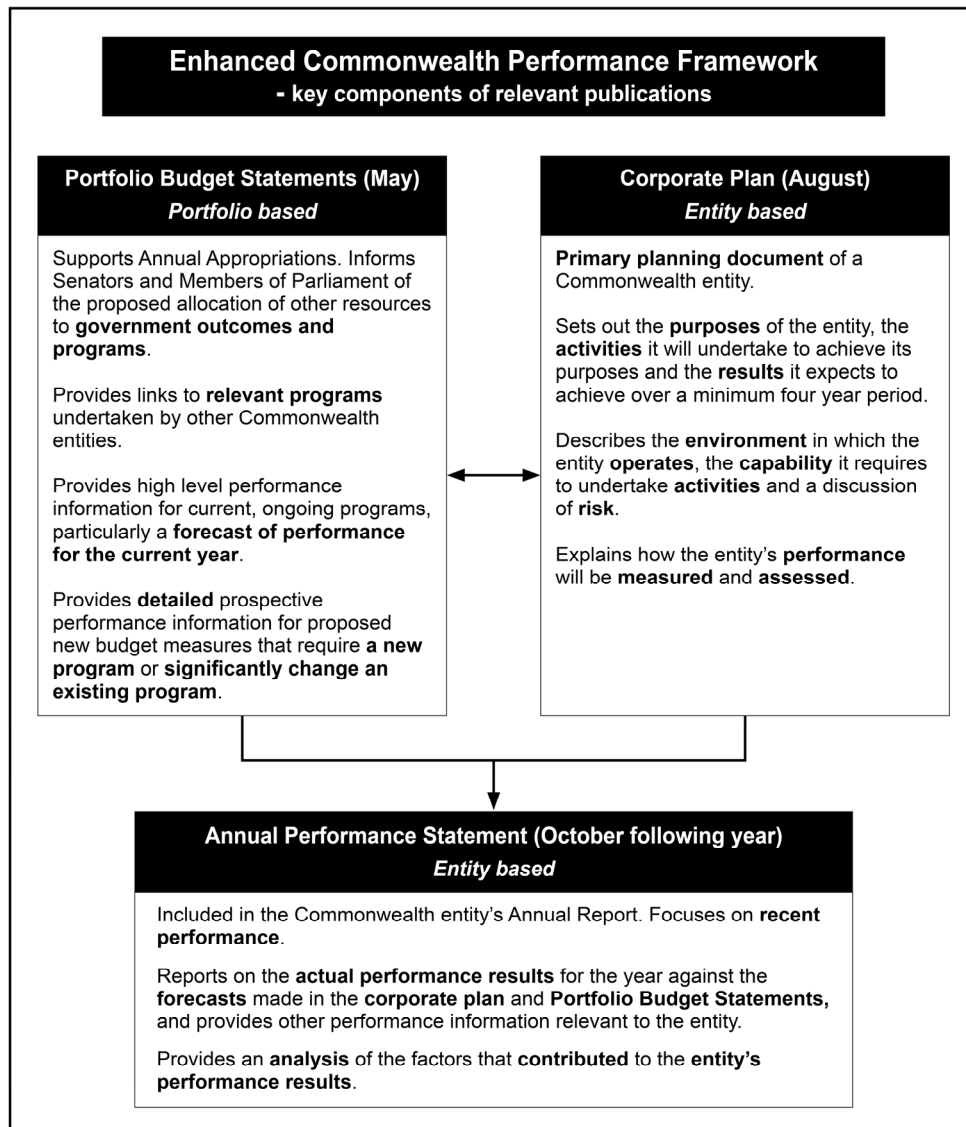 Enhanced Commonwealth Performance Framework
- key components of relevant publications
Portfolio Budget Statements (May)
Portfolio based
Supports Annual Appropriations. Informs
Senators and Members of Parliament of
the proposed allocation of other resources
to government outcomes and
programs.
Provides links to relevant programs
undertaken by other Commonwealth
entities.
Provides high level performance
information for current, ongoing programs,
particularly a forecast of performance
for the current year.
Provides detailed prospective
performance information for proposed
new budget measures that require a new
program or significantly change an
existing program.
Corporate Plan (August)
Entity based
Primary planning document of a
Commonwealth entity.
Sets out the purposes of the entity, the
activities it will undertake to achieve its
purposes and the results it expects to
achieve over a minimum four year period.
Describes the environment in which the
entity operates, the capability it requires
to undertake activities and a discussion
of risk.
Explains how the entity's performance
will be measured and assessed.
Annual Performance Statement (October following year)
Entity based
Included in the Commonwealth entity's Annual Report. Focuses on recent
performance.
Reports on the actual performance results for the year against the
forecasts made in the corporate plan and Portfolio Budget Statements,
and provides other performance information relevant to the entity.
Provides an analysis of the factors that contributed to the entity's
performance results.